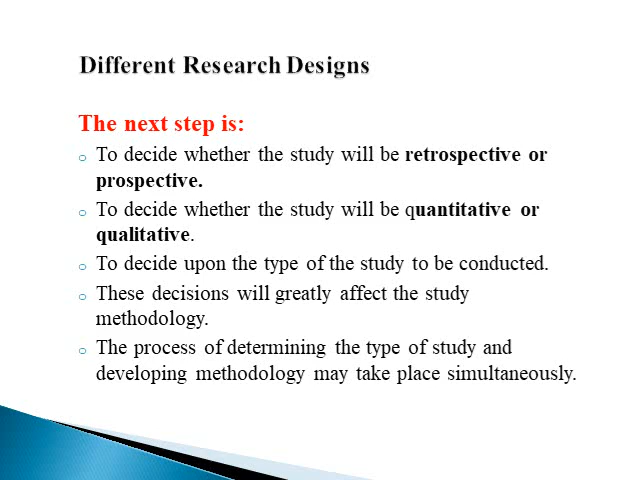 Different Research Designs
The next step is:
o To decide whether the study will be retrospective or
prospective.
o To decide whether the study will be quantitative or
qualitative.
o To decide upon the type of the study to be conducted.
o These decisions will greatly affect the study
methodology.
o The process of determining the type of study and
developing methodology may take place simultaneously.